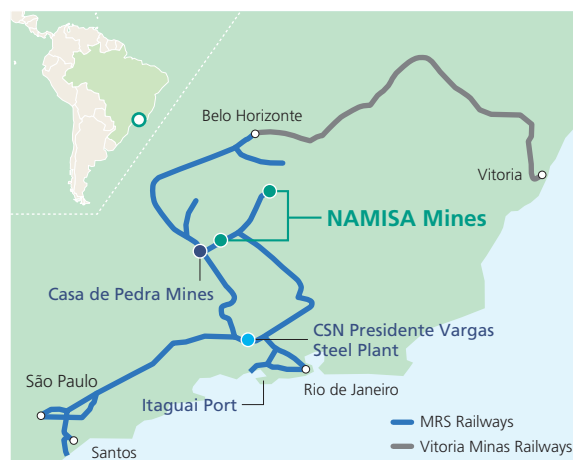 Belo Horizonte
Vitoria
NAMISA Mines
Casa de Pedra Mines
CSN Presidente Vargas
Steel Plant
São Paulo
Rio de Janeiro
Itaguai Port
MRS Railways
Santos
Vitoria Minas Railways